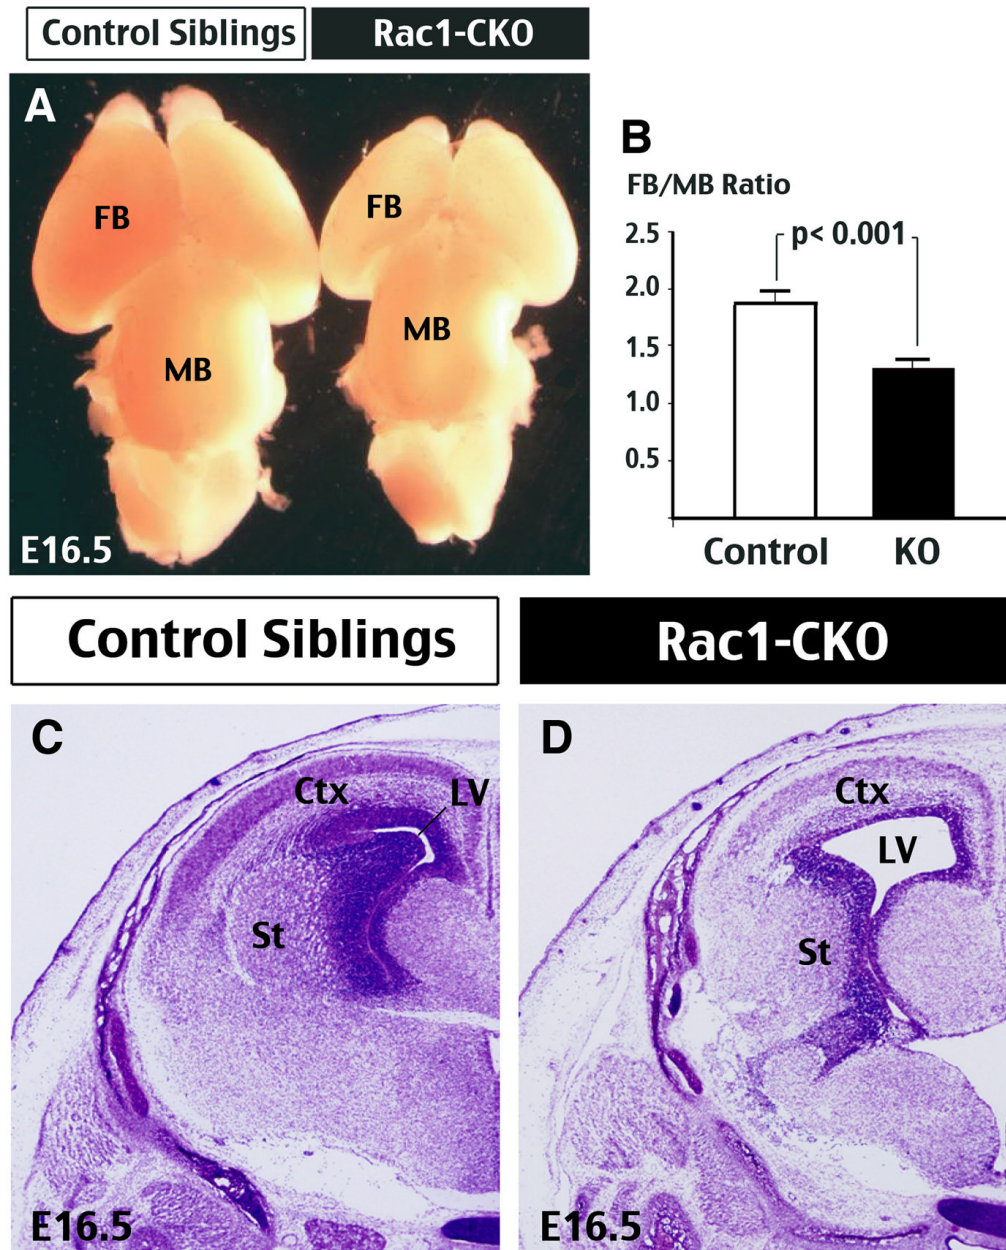 Control Siblings
Rac1-CKO
A
FB
FB
MB
MB
E16.5
B
FB/MB Ratio
2.5
p< 0.001
2.0
1.5
1.0
0.5
Control
KO
Control Siblings
Rac1-CKO
C
Ctx
LV
St
E16.5
D
Ctx
LV
St
E16.5